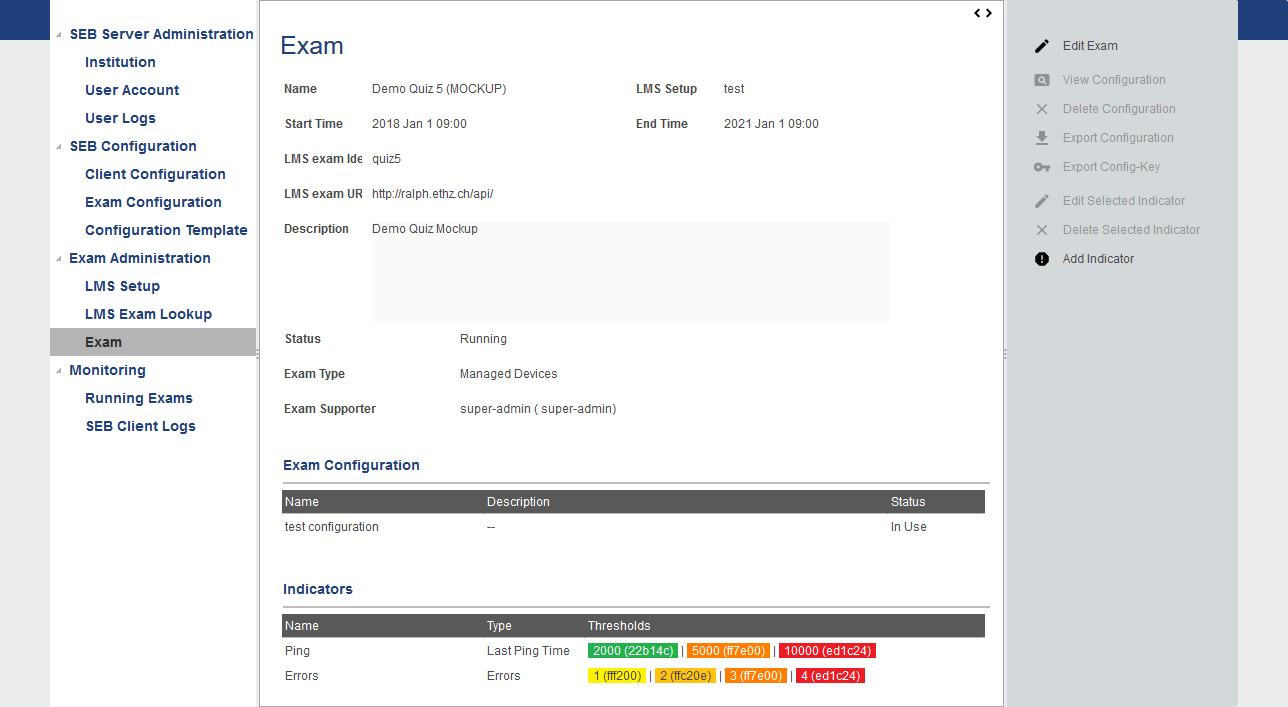 SEB Server Administration
Institution
User Account
User Logs
SEB Configuration
Client Configuration
Exam Configuration
Configuration Template
Exam Administration
LMS Setup
LMS Exam Lookup
Exam
Monitoring
Running Exams
SEB Client Logs
Exam
Name Demo Quiz 5 (MOCKUP) LMS Setup test
Start Time 2018 Jan 1 09:00 End Time 2021 Jan 1 09:00
LMS exam Ide quiz5
LMS exam UR http://ralph.ethz.ch/api/
Description Demo Quiz Mockup
Status Running
Exam Type Managed Devices
Exam Supporter super-admin ( super-admin)
Exam Configuration
Name Description Status
test configuration -- In Use
Indicators
Name Type Thresholds
Ping Last Ping Time 2000 (22b14c) | 5000 (ff7e00) | 10000 (ed1c24)
Errors Errors 1 (fff200) | 2 (ffc20e) | 3 (ff7e00) | 4 (ed1c24)
Edit Exam
View Configuration
Delete Configuration
Export Configuration
Export Config-Key
Edit Selected Indicator
Delete Selected Indicator
Add Indicator